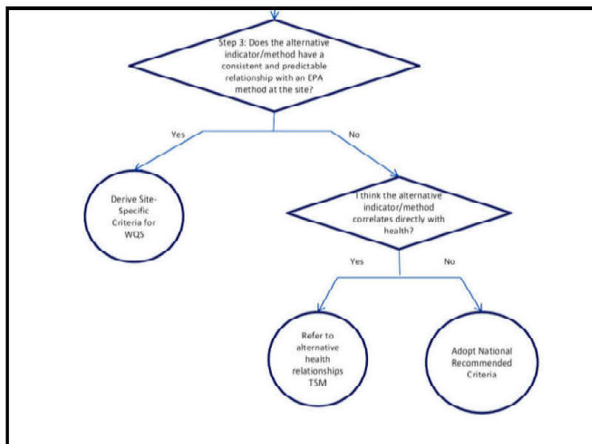 Step 3: Does the alternative
indicator/method have a
consistent and predictable
relationship with an EPA
method at the site?
Yes
No
Derive Site-
Specific
Criteria for
WQS
I think the alternative
indicator/method
correlates directly with
health?
Yes
No
Refer to
alternative
health
relationships
TSM
Adopt National
Recommended
Criteria